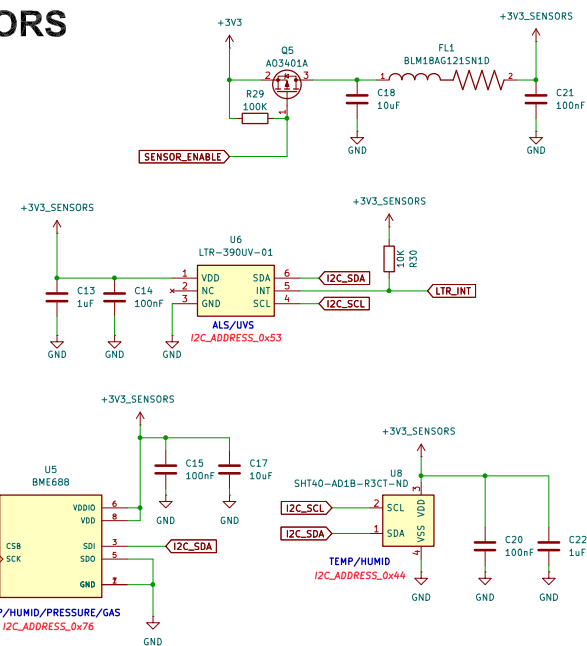 ORS
+3V3
Q5
AO3401A
2
3
1
R29
100K
SENSOR_ENABLE
C18
10uF
GND
FL1
BLM18AG121SN1D
1
2
+3V3_SENSORS
C21
100nF
GND
+3V3_SENSORS
C13
1uF
GND
C14
100nF
GND
U6
LTR-390UV-01
1 VDD SDA 6
2 NC INT 5
3 GND SCL 4
GND
ALS/UVS
I2C_ADDRESS_0x53
I2C_SDA
I2C_SCL
+3V3_SENSORS
10K
R30
LTR_INT
+3V3_SENSORS
C15
100nF
GND
C17
10uF
GND
U5
BME688
VDDIO 6
VDD 8
CSB SDI 3
SCK SDO 5
GND
I2C_SDA
GND
P/HUMID/PRESSURE/GAS
I2C_ADDRESS_0x76
+3V3_SENSORS
U8
SHT40-AD1B-R3CT-ND
3
I2C_SCL 2 SCL VDD
I2C_SDA 1 SDA VSS
4
TEMP/HUMID
I2C_ADDRESS_0x44
GND
C20
100nF
GND
C22
1uF
GND